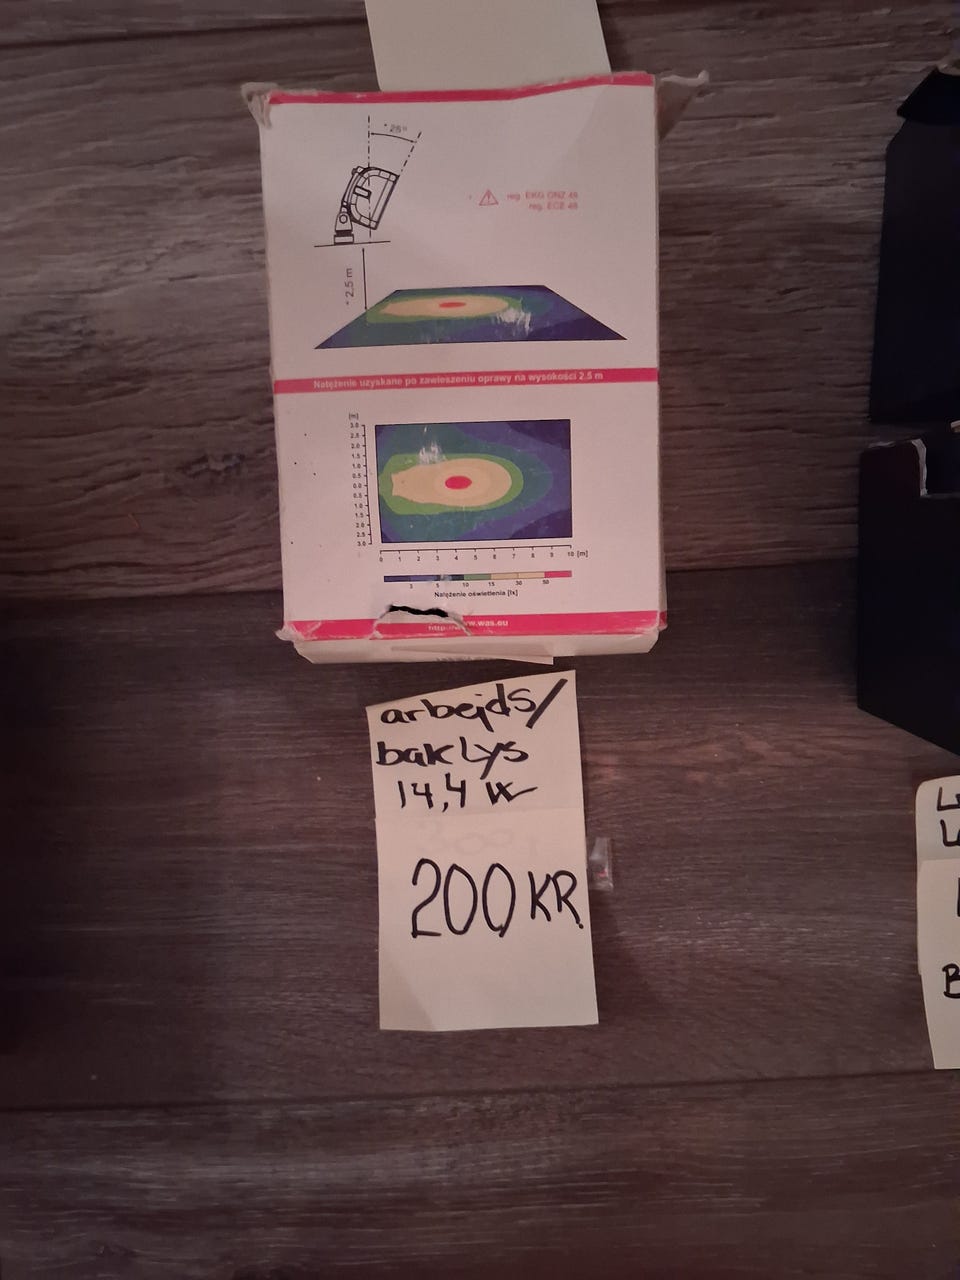 * 25°
reg. EKG ONZ 48
reg. ECE 48
* 2,5 m
Natężenie uzyskane po zawieszeniu oprawy na wysokości 2.5 m
[m]
3.0
2.5
2.0
1.5
1.0
0.5
0.0
0.5
1.0
1.5
2.0
2.5
3.0
0 1 2 3 4 5 6 7 8 9 10 [m]
3 5 10 15 30 50
Natężenie oświetlenia [lx]
www.was.eu
arbejds/
baklys
14,4 W
200 KR
B